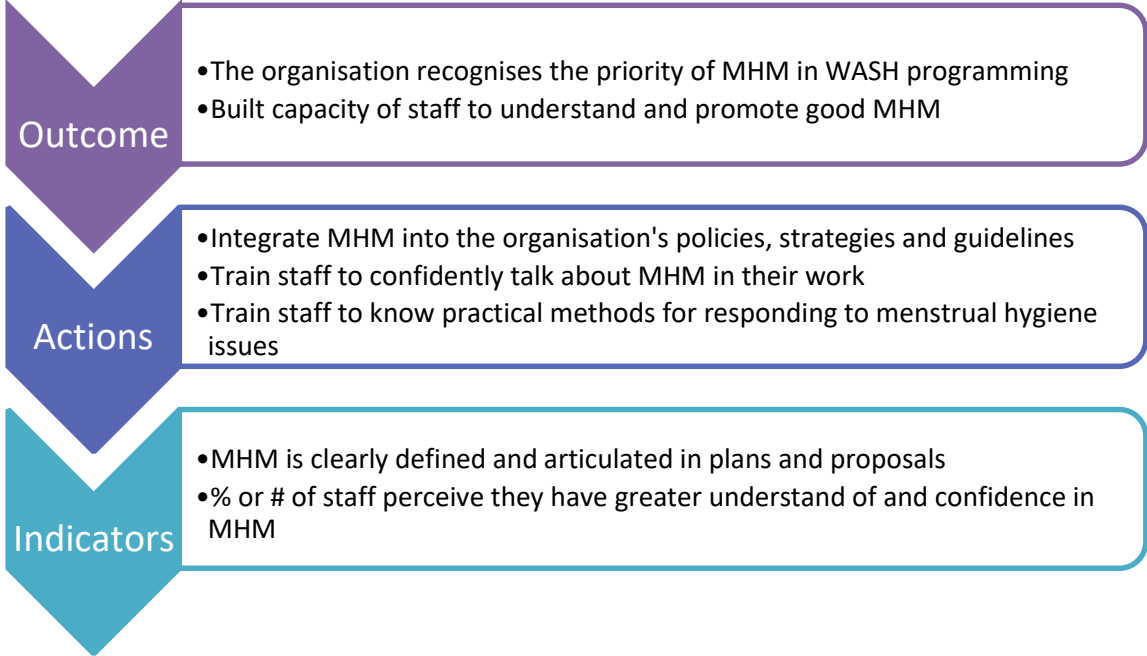 Outcome
•The organisation recognises the priority of MHM in WASH programming
•Built capacity of staff to understand and promote good MHM
Actions
•Integrate MHM into the organisation's policies, strategies and guidelines
•Train staff to confidently talk about MHM in their work
•Train staff to know practical methods for responding to menstrual hygiene
issues
Indicators
•MHM is clearly defined and articulated in plans and proposals
•% or # of staff perceive they have greater understand of and confidence in
MHM